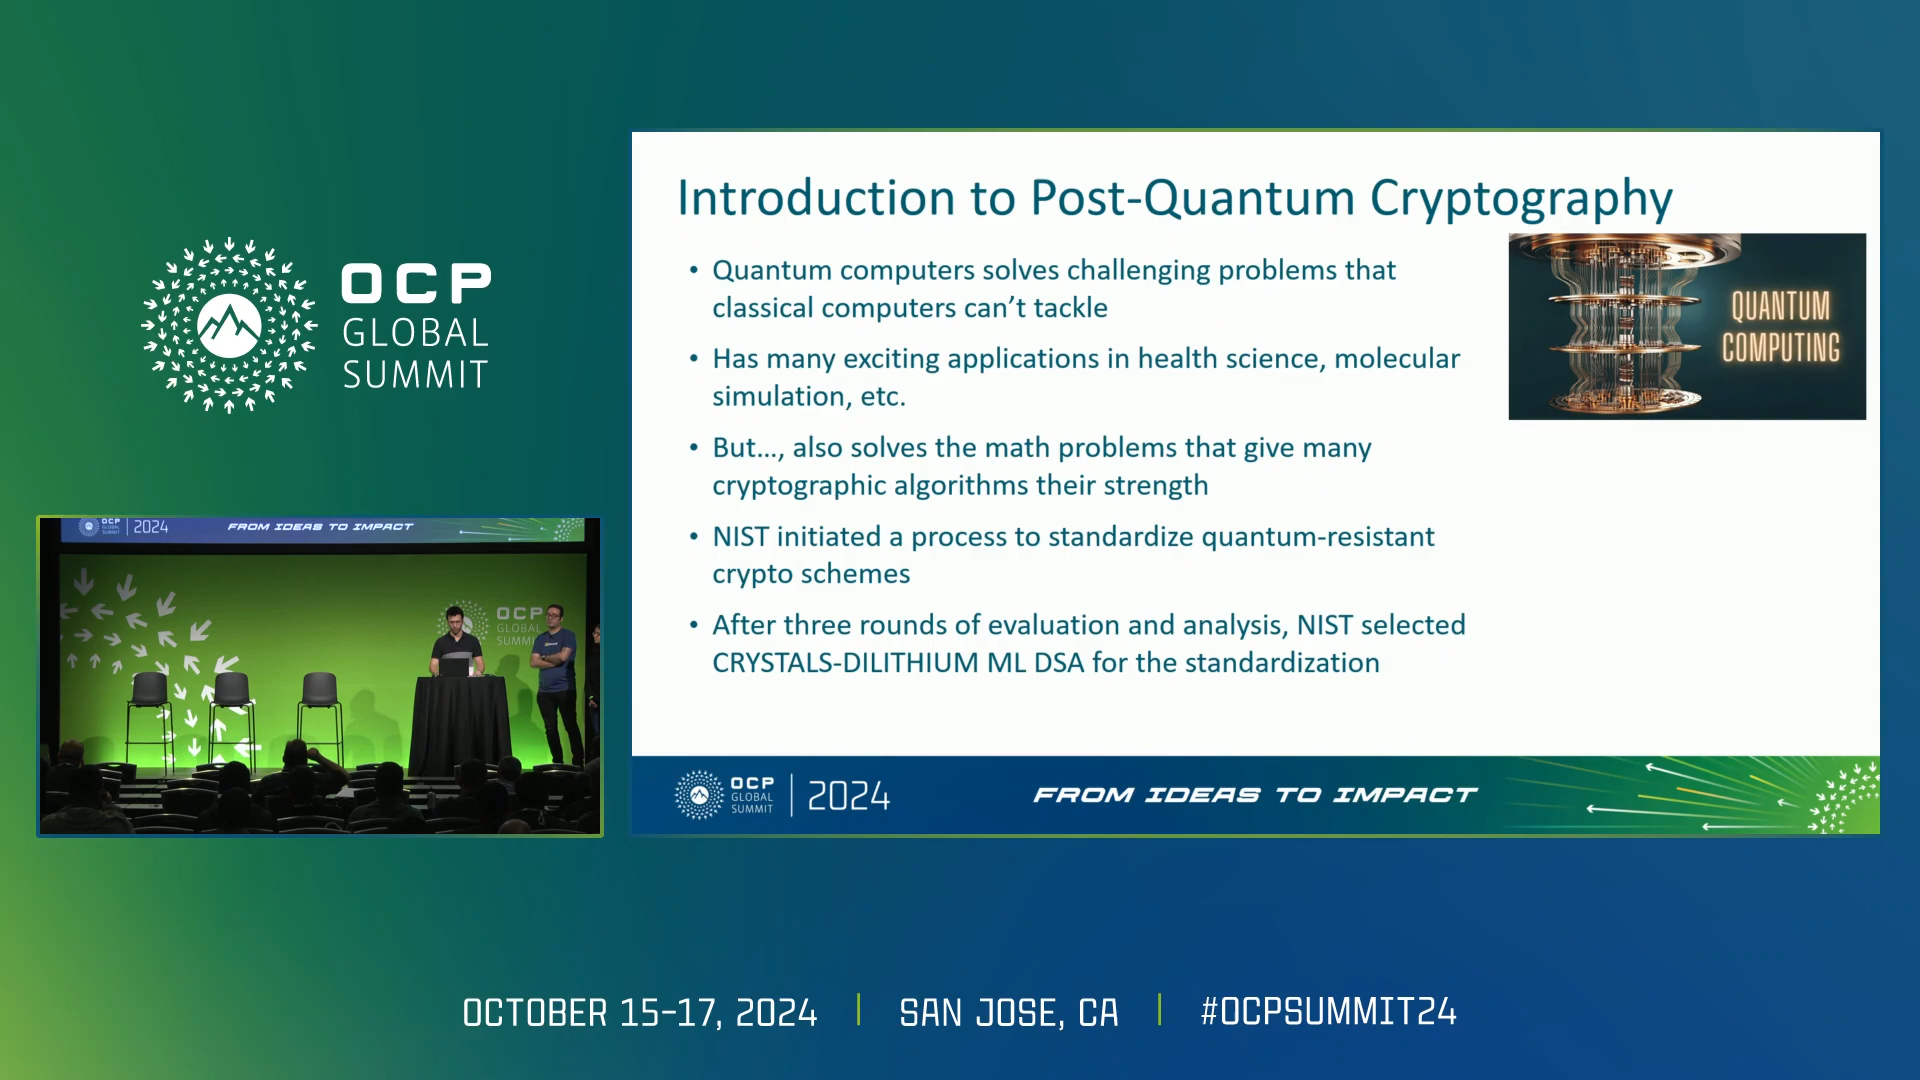 OCP
GLOBAL
SUMMIT
OCP
GLOBAL
SUMMIT
2024
FROM IDEAS TO IMPACT
OCP
GLOBAL
SUMMIT
Introduction to Post-Quantum Cryptography
• Quantum computers solves challenging problems that
classical computers can’t tackle
• Has many exciting applications in health science, molecular
simulation, etc.
• But…, also solves the math problems that give many
cryptographic algorithms their strength
• NIST initiated a process to standardize quantum-resistant
crypto schemes
• After three rounds of evaluation and analysis, NIST selected
CRYSTALS-DILITHIUM ML DSA for the standardization
QUANTUM
COMPUTING
OCP
GLOBAL
SUMMIT
2024
FROM IDEAS TO IMPACT
OCTOBER 15-17, 2024 | SAN JOSE, CA | #OCPSUMMIT24